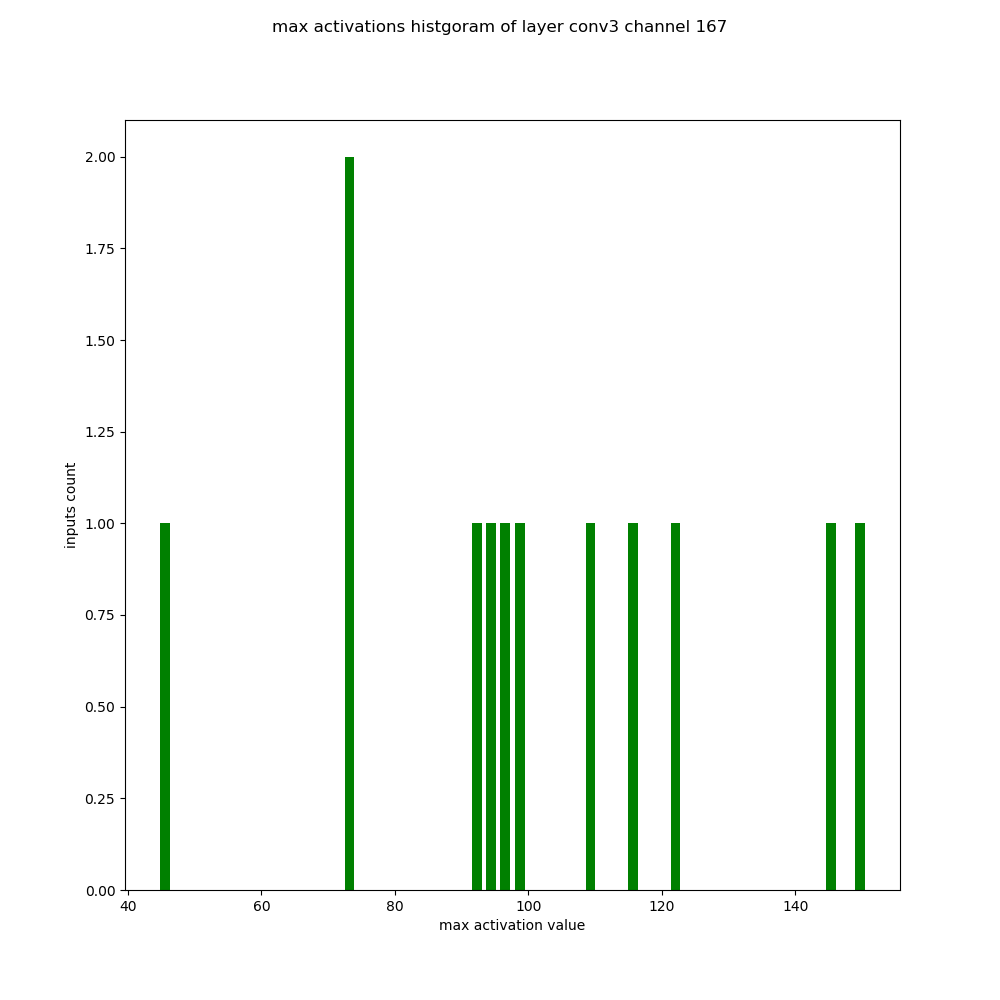 max activations histgoram of layer conv3 channel 167
2.00
1.75
1.50
1.25
1.00
0.75
0.50
0.25
0.00
inputs count
40 60 80 100 120 140
max activation value